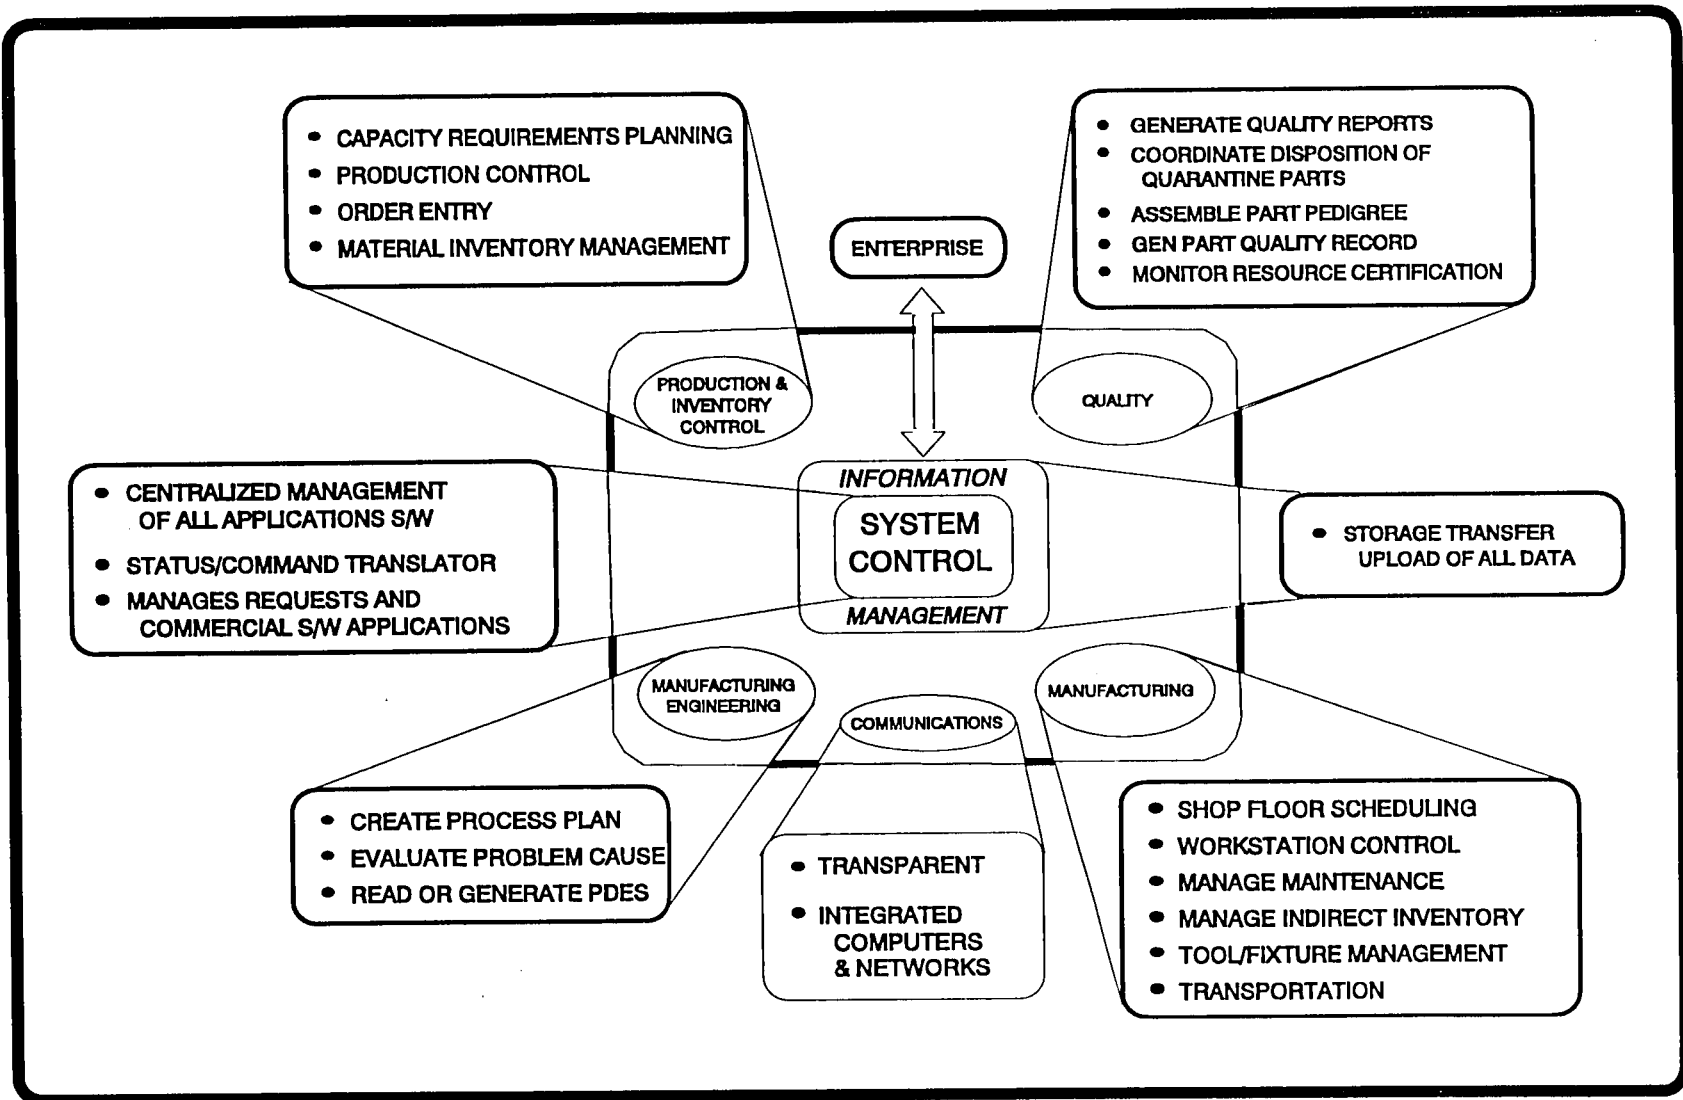 • CAPACITY REQUIREMENTS PLANNING
• PRODUCTION CONTROL
• ORDER ENTRY
• MATERIAL INVENTORY MANAGEMENT
ENTERPRISE
• GENERATE QUALITY REPORTS
• COORDINATE DISPOSITION OF
QUARANTINE PARTS
• ASSEMBLE PART PEDIGREE
• GEN PART QUALITY RECORD
• MONITOR RESOURCE CERTIFICATION
PRODUCTION &
INVENTORY
CONTROL
QUALITY
• CENTRALIZED MANAGEMENT
OF ALL APPLICATIONS S/W
• STATUS/COMMAND TRANSLATOR
• MANAGES REQUESTS AND
COMMERCIAL S/W APPLICATIONS
INFORMATION
SYSTEM
CONTROL
MANAGEMENT
• STORAGE TRANSFER
UPLOAD OF ALL DATA
MANUFACTURING
ENGINEERING
COMMUNICATIONS
MANUFACTURING
• CREATE PROCESS PLAN
• EVALUATE PROBLEM CAUSE
• READ OR GENERATE PDES
• TRANSPARENT
• INTEGRATED
COMPUTERS
& NETWORKS
• SHOP FLOOR SCHEDULING
• WORKSTATION CONTROL
• MANAGE MAINTENANCE
• MANAGE INDIRECT INVENTORY
• TOOL/FIXTURE MANAGEMENT
• TRANSPORTATION